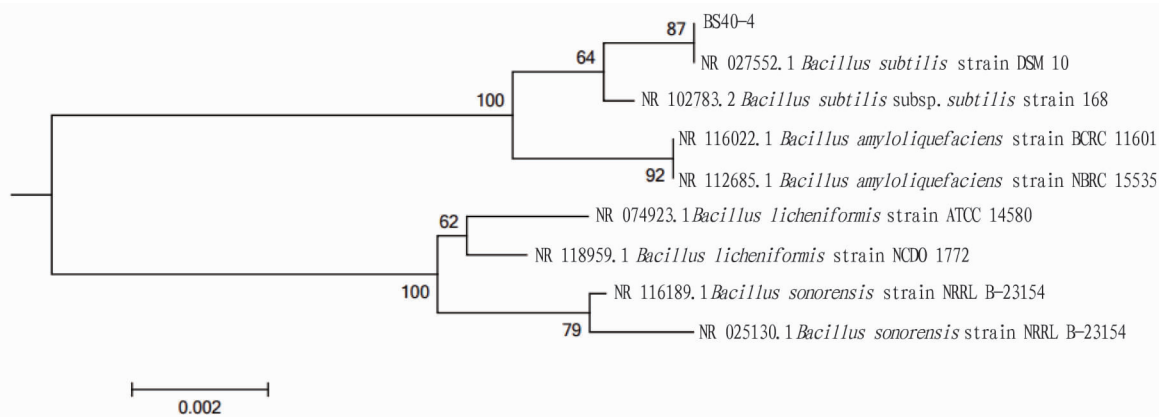 BS40-4
87
NR 027552.1 Bacillus subtilis strain DSM 10
64
NR 102783.2 Bacillus subtilis subsp. subtilis strain 168
100
NR 116022.1 Bacillus amyloliquefaciens strain BCRC 11601
92
NR 112685.1 Bacillus amyloliquefaciens strain NBRC 15535
NR 074923.1 Bacillus licheniformis strain ATCC 14580
62
NR 118959.1 Bacillus licheniformis strain NCDO 1772
100
NR 116189.1 Bacillus sonorensis strain NRRL B-23154
79
NR 025130.1 Bacillus sonorensis strain NRRL B-23154
0.002